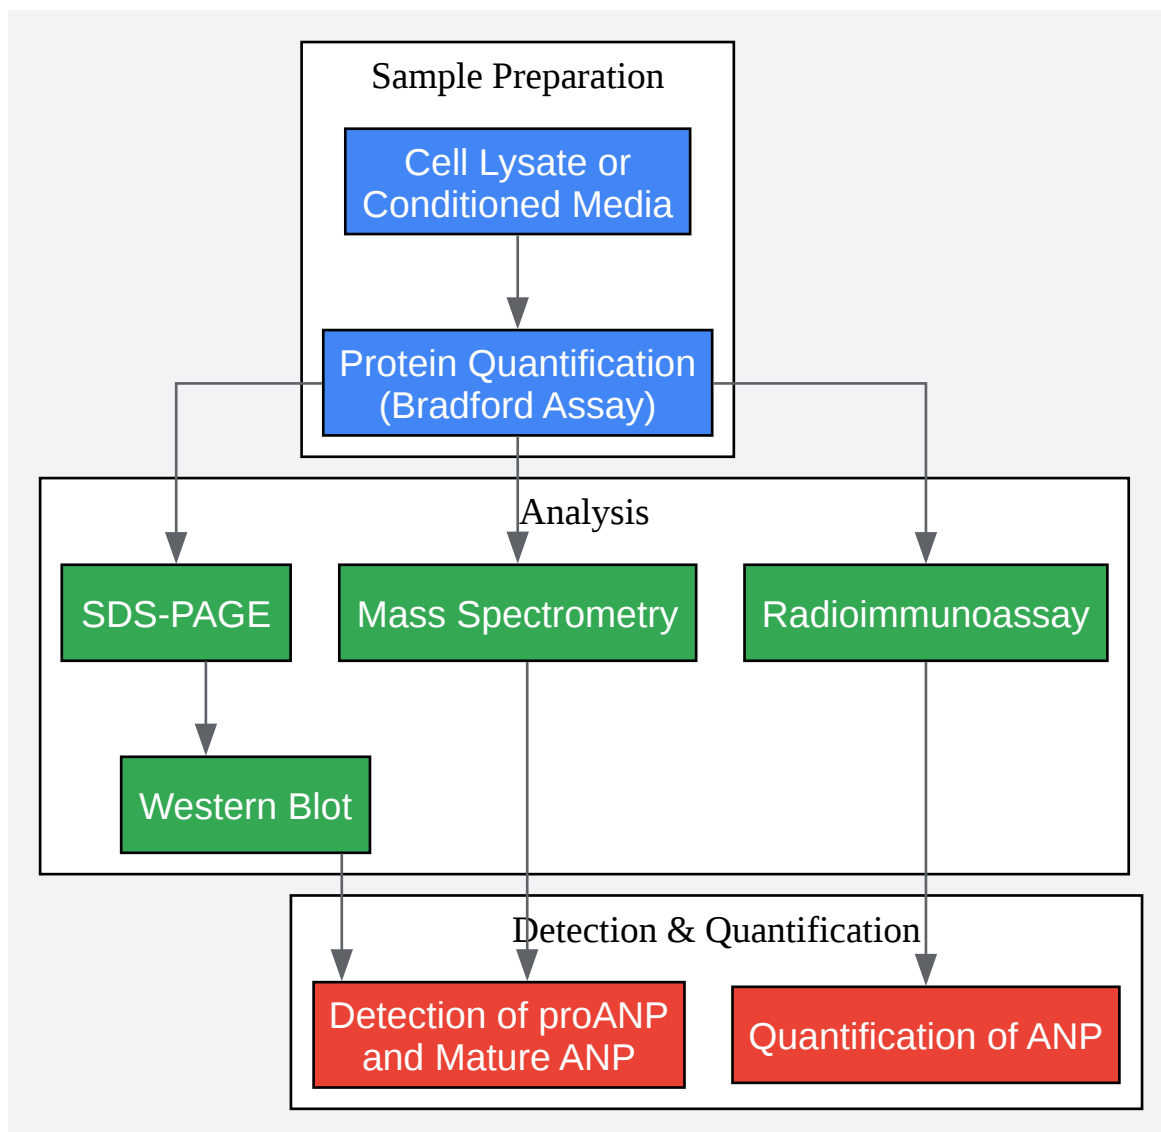 Sample Preparation
Cell Lysate or
Conditioned Media
Protein Quantification
(Bradford Assay)
Analysis
SDS-PAGE
Mass Spectrometry
Radioimmunoassay
Western Blot
Detection & Quantification
Detection of proANP
and Mature ANP
Quantification of ANP